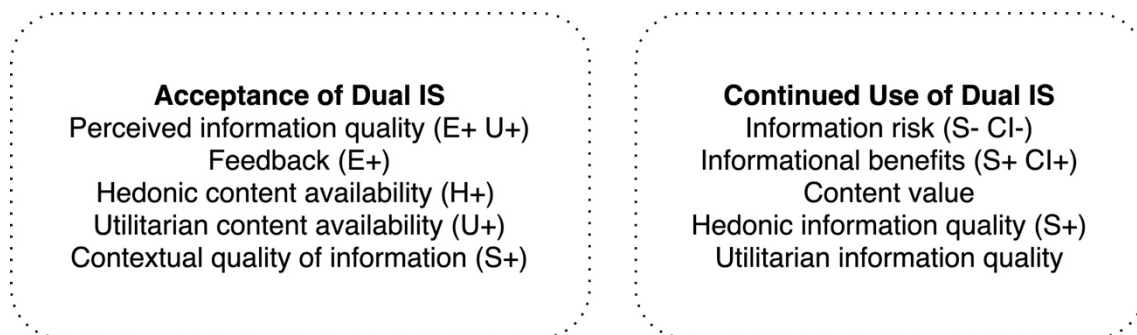 Acceptance of Dual IS
Perceived information quality (E+ U+)
Feedback (E+)
Hedonic content availability (H+)
Utilitarian content availability (U+)
Contextual quality of information (S+)
Continued Use of Dual IS
Information risk (S- CI-)
Informational benefits (S+ CI+)
Content value
Hedonic information quality (S+)
Utilitarian information quality